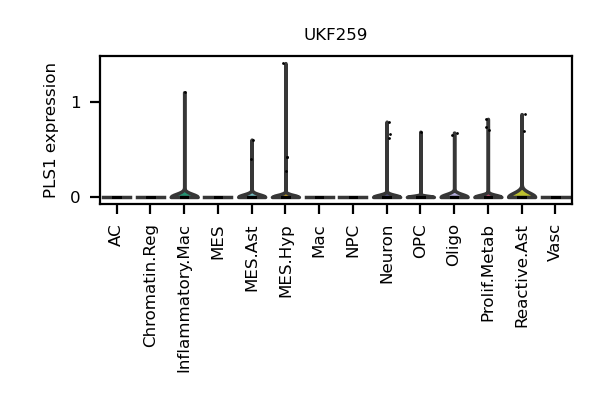 UKF259
PLS1 expression
1
0
AC
Chromatin.Reg
Inflammatory.Mac
MES
MES.Ast
MES.Hyp
Mac
NPC
Neuron
OPC
Oligo
Prolif.Metab
Reactive.Ast
Vasc